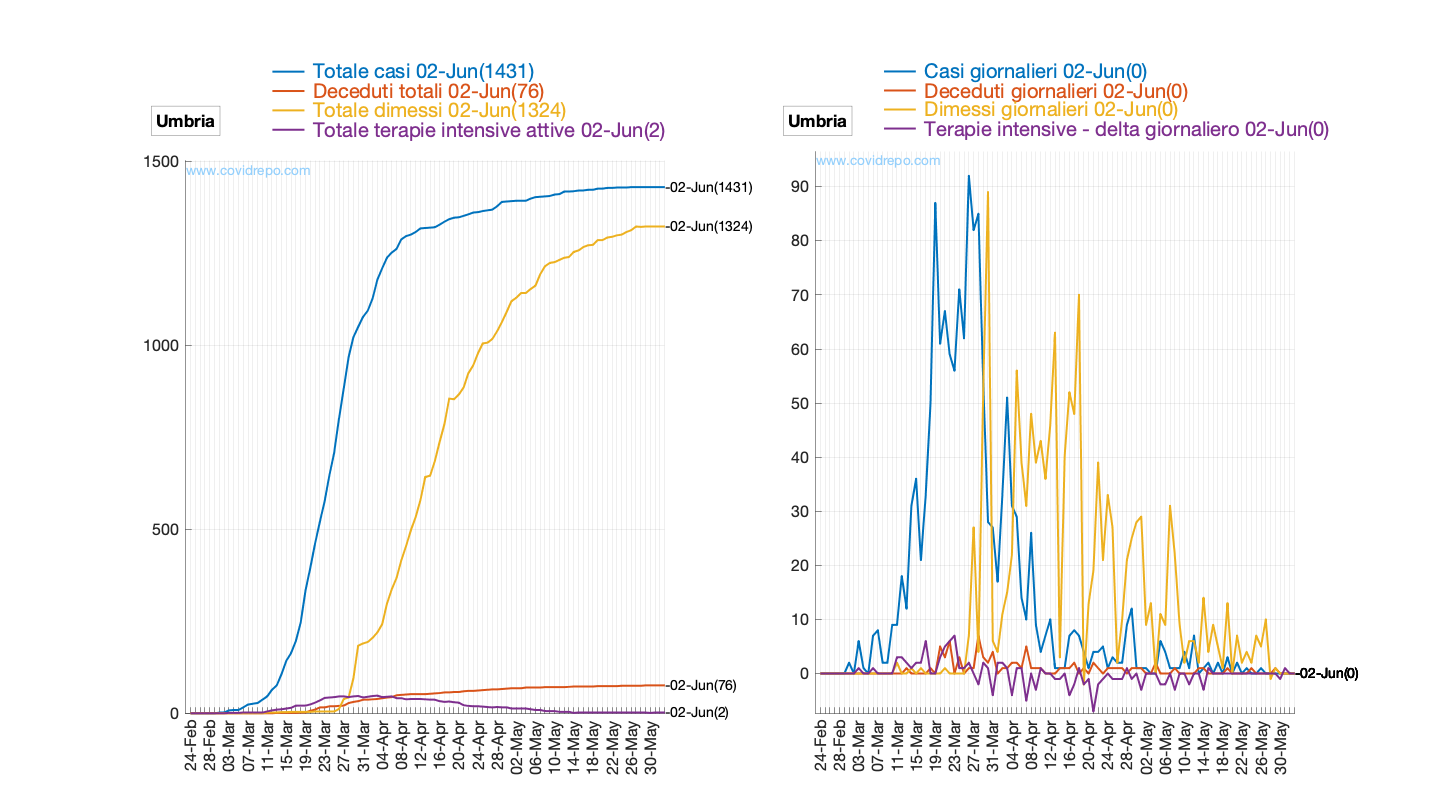 Totale casi 02-Jun(1431)
Deceduti totali 02-Jun(76)
Totale dimessi 02-Jun(1324)
Totale terapie intensive attive 02-Jun(2)
Umbria
www.covidrepo.com
1500
1000
500
0
-02-Jun(1431)
-02-Jun(1324)
-02-Jun(76)
-02-Jun(2)
24-Feb
28-Feb
03-Mar
07-Mar
11-Mar
15-Mar
19-Mar
23-Mar
27-Mar
31-Mar
04-Apr
08-Apr
12-Apr
16-Apr
20-Apr
24-Apr
28-Apr
02-May
06-May
10-May
14-May
18-May
22-May
26-May
30-May
Casi giornalieri 02-Jun(0)
Deceduti giornalieri 02-Jun(0)
Dimessi giornalieri 02-Jun(0)
Terapie intensive - delta giornaliero 02-Jun(0)
Umbria
www.covidrepo.com
90
80
70
60
50
40
30
20
10
0
-02-Jun(0)
24-Feb
28-Feb
03-Mar
07-Mar
11-Mar
15-Mar
19-Mar
23-Mar
27-Mar
31-Mar
04-Apr
08-Apr
12-Apr
16-Apr
20-Apr
24-Apr
28-Apr
02-May
06-May
10-May
14-May
18-May
22-May
26-May
30-May